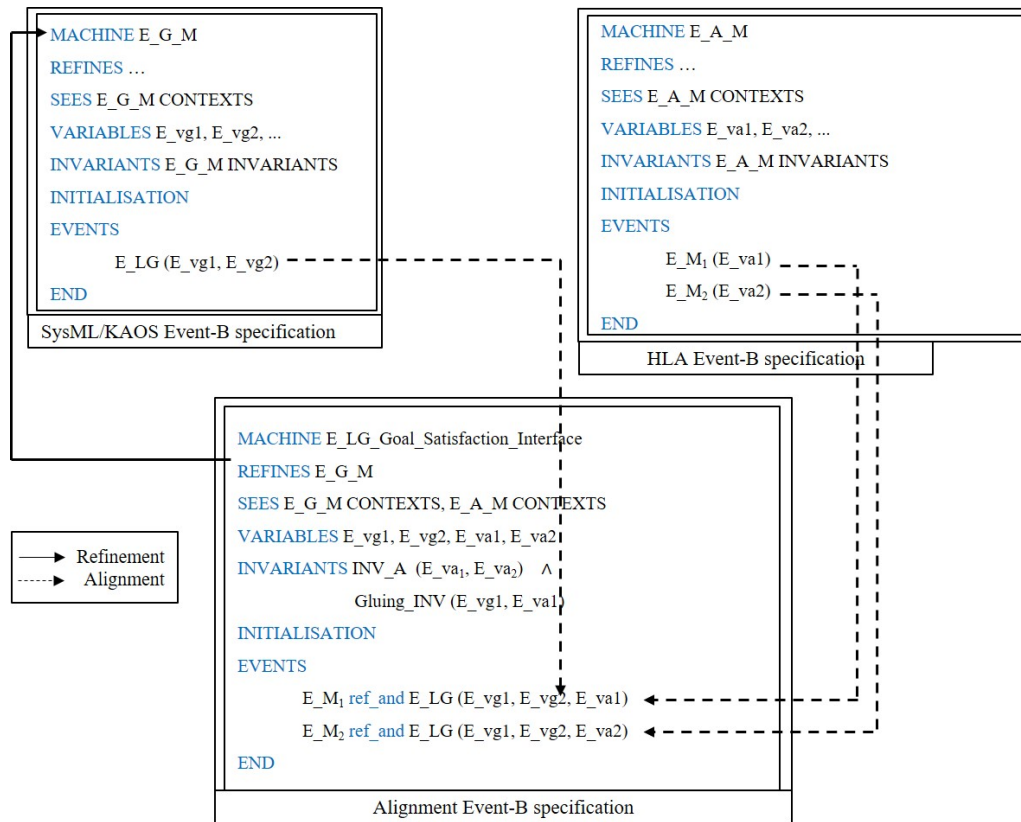 MACHINE E_G_M
REFINES …
SEES E_G_M CONTEXTS
VARIABLES E_vg1, E_vg2, ...
INVARIANTS E_G_M INVARIANTS
INITIALISATION
EVENTS
E_LG (E_vg1, E_vg2)
END
SysML/KAOS Event-B specification
MACHINE E_A_M
REFINES …
SEES E_A_M CONTEXTS
VARIABLES E_va1, E_va2, ...
INVARIANTS E_A_M INVARIANTS
INITIALISATION
EVENTS
E_M₁ (E_va1)
E_M₂ (E_va2)
END
HLA Event-B specification
MACHINE E_LG_Goal_Satisfaction_Interface
REFINES E_G_M
SEES E_G_M CONTEXTS, E_A_M CONTEXTS
VARIABLES E_vg1, E_vg2, E_va1, E_va2
INVARIANTS INV_A (E_va₁, E_va₂) ∧
Gluing_INV (E_vg1, E_va1)
INITIALISATION
EVENTS
E_M₁ ref_and E_LG (E_vg1, E_vg2, E_va1)
E_M₂ ref_and E_LG (E_vg1, E_vg2, E_va2)
END
Alignment Event-B specification
Refinement
Alignment